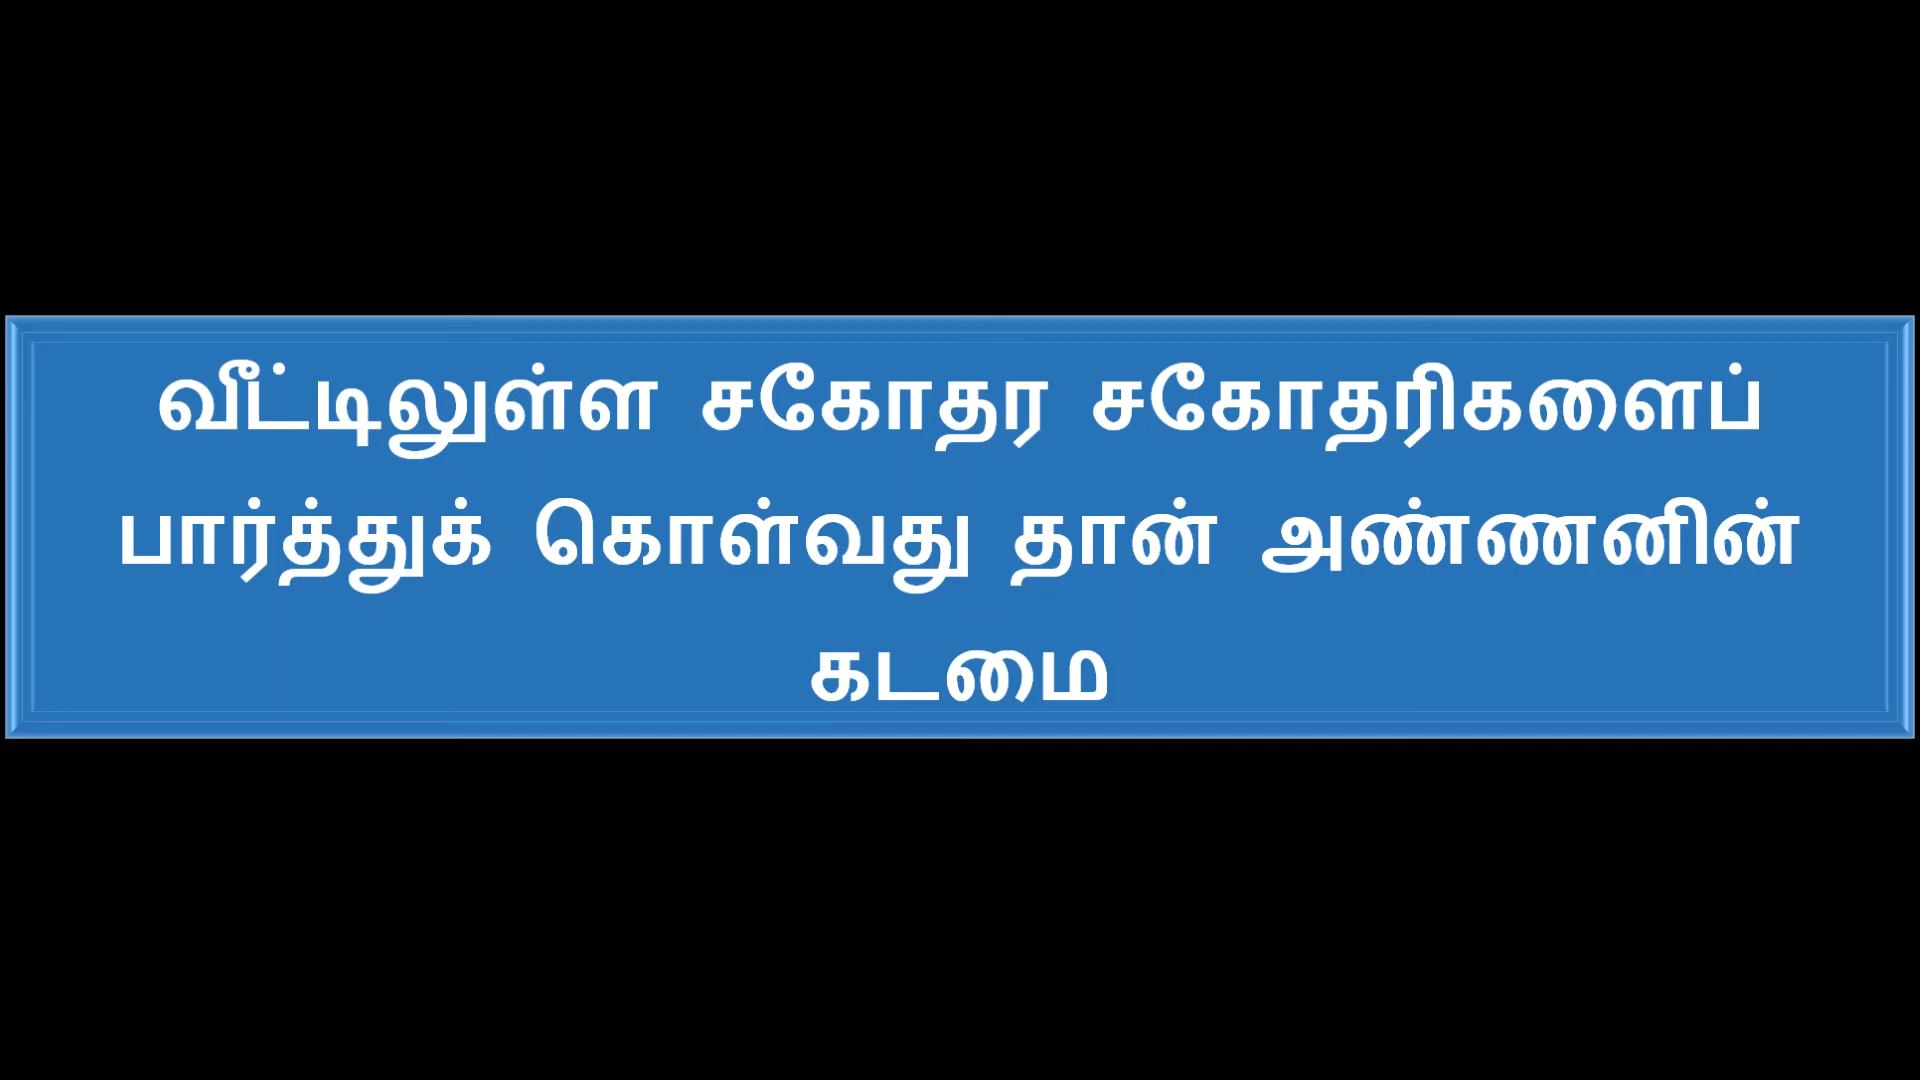 வீட்டிலுள்ள சகோதர சகோதரிகளைப்
பார்த்துக் கொள்வது தான் அண்ணனின்
கடமை